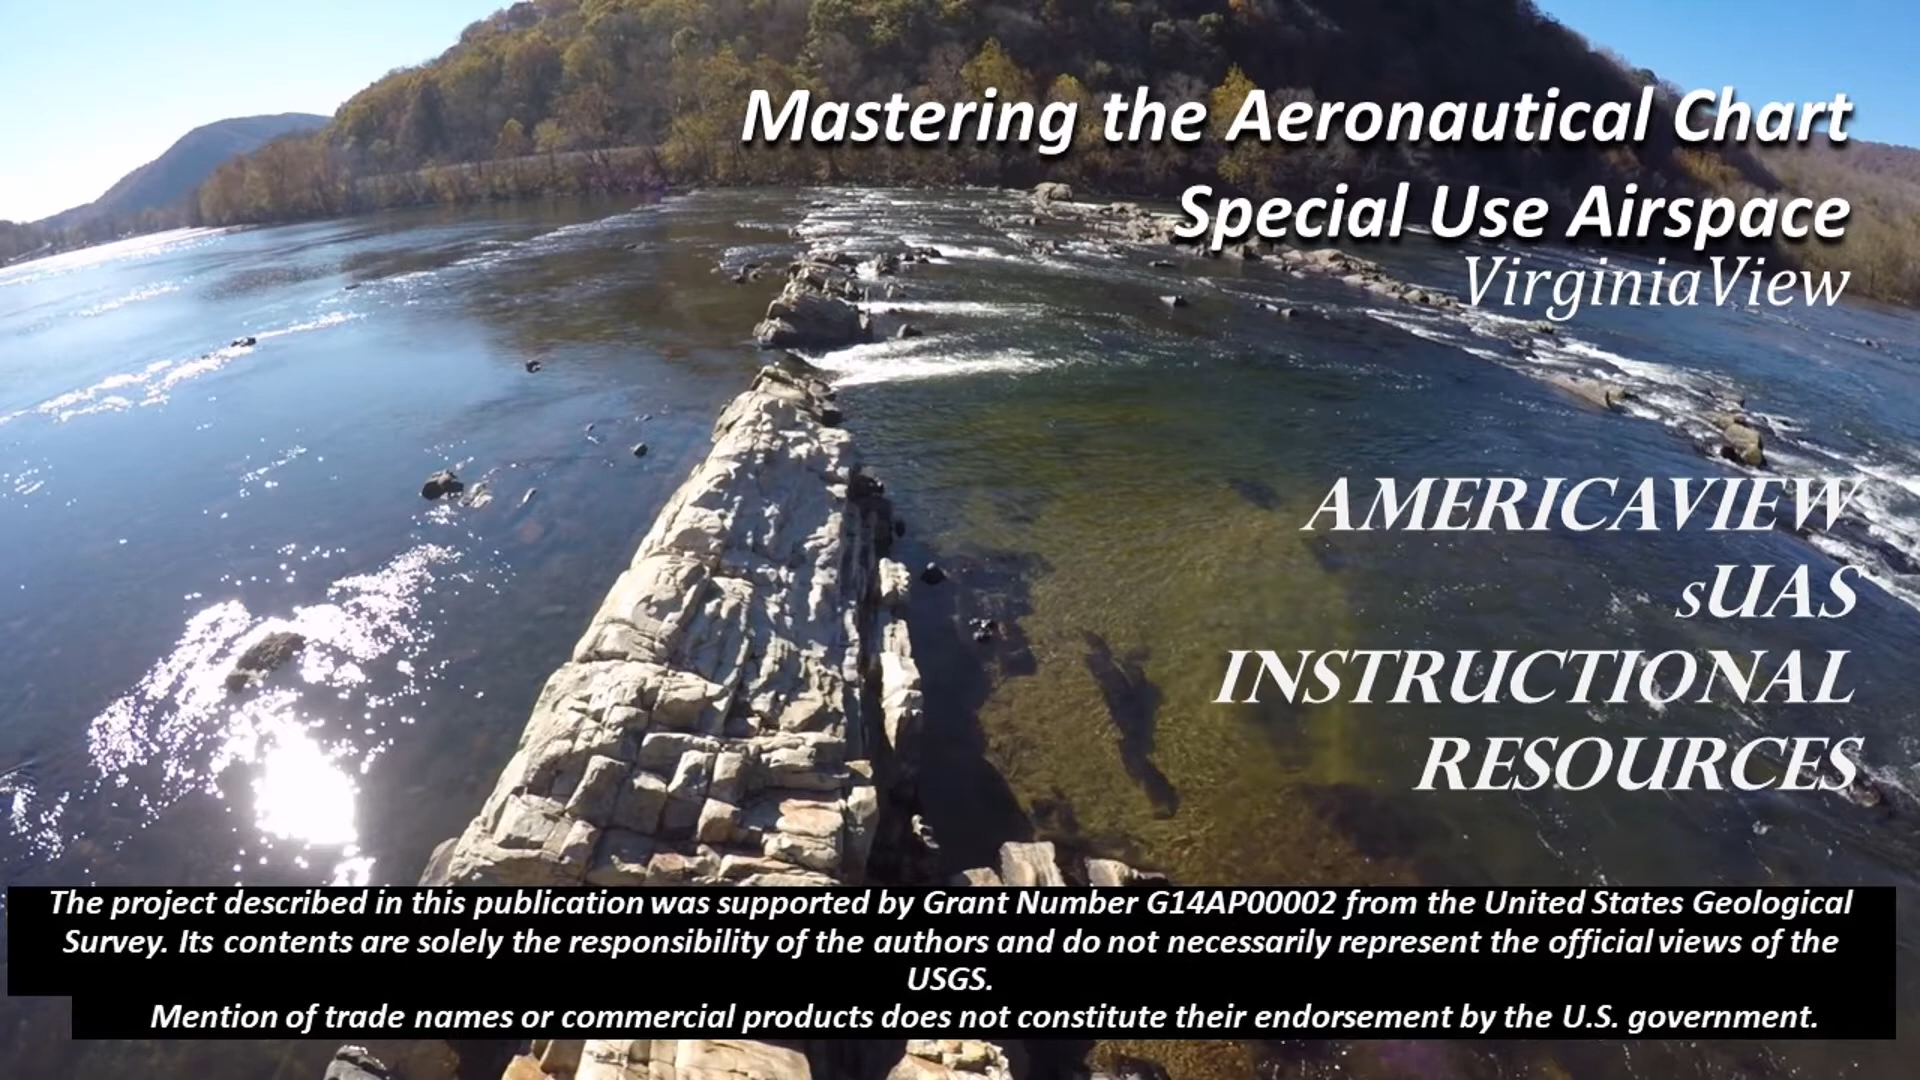 Mastering the Aeronautical Chart
Special Use Airspace
VirginiaView
AMERICAVIEW
sUAS
INSTRUCTIONAL
RESOURCES
The project described in this publication was supported by Grant Number G14AP00002 from the United States Geological
Survey. Its contents are solely the responsibility of the authors and do not necessarily represent the official views of the
USGS.
Mention of trade names or commercial products does not constitute their endorsement by the U.S. government.